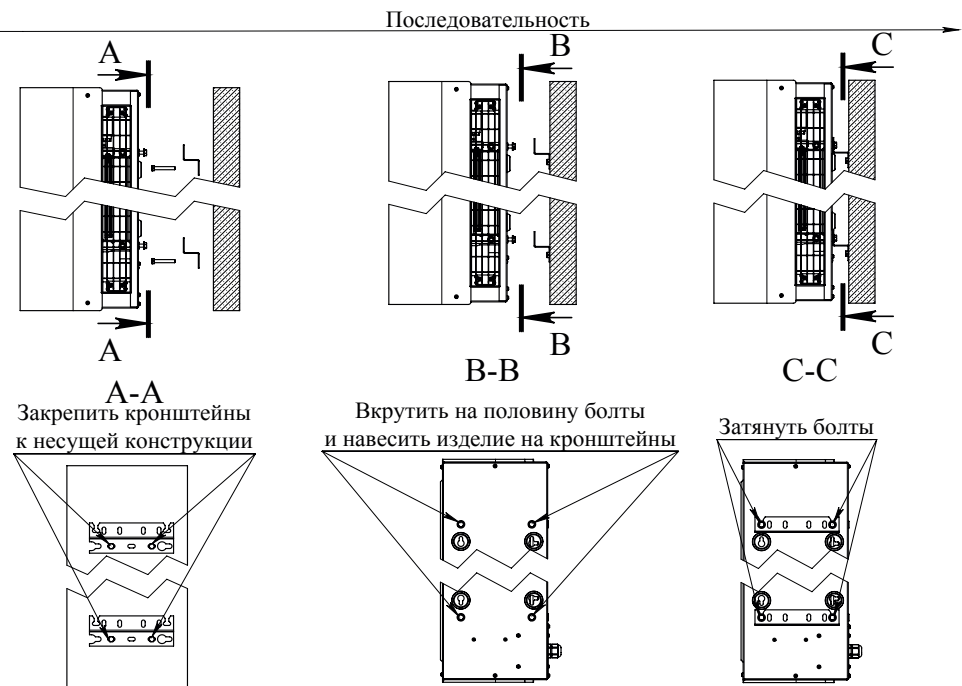 Последовательность
A
B
C
A
B
C
A-A
B-B
C-C
Закрепить кронштейны
к несущей конструкции
Вкрутить на половину болты
и навесить изделие на кронштейны
Затянуть болты